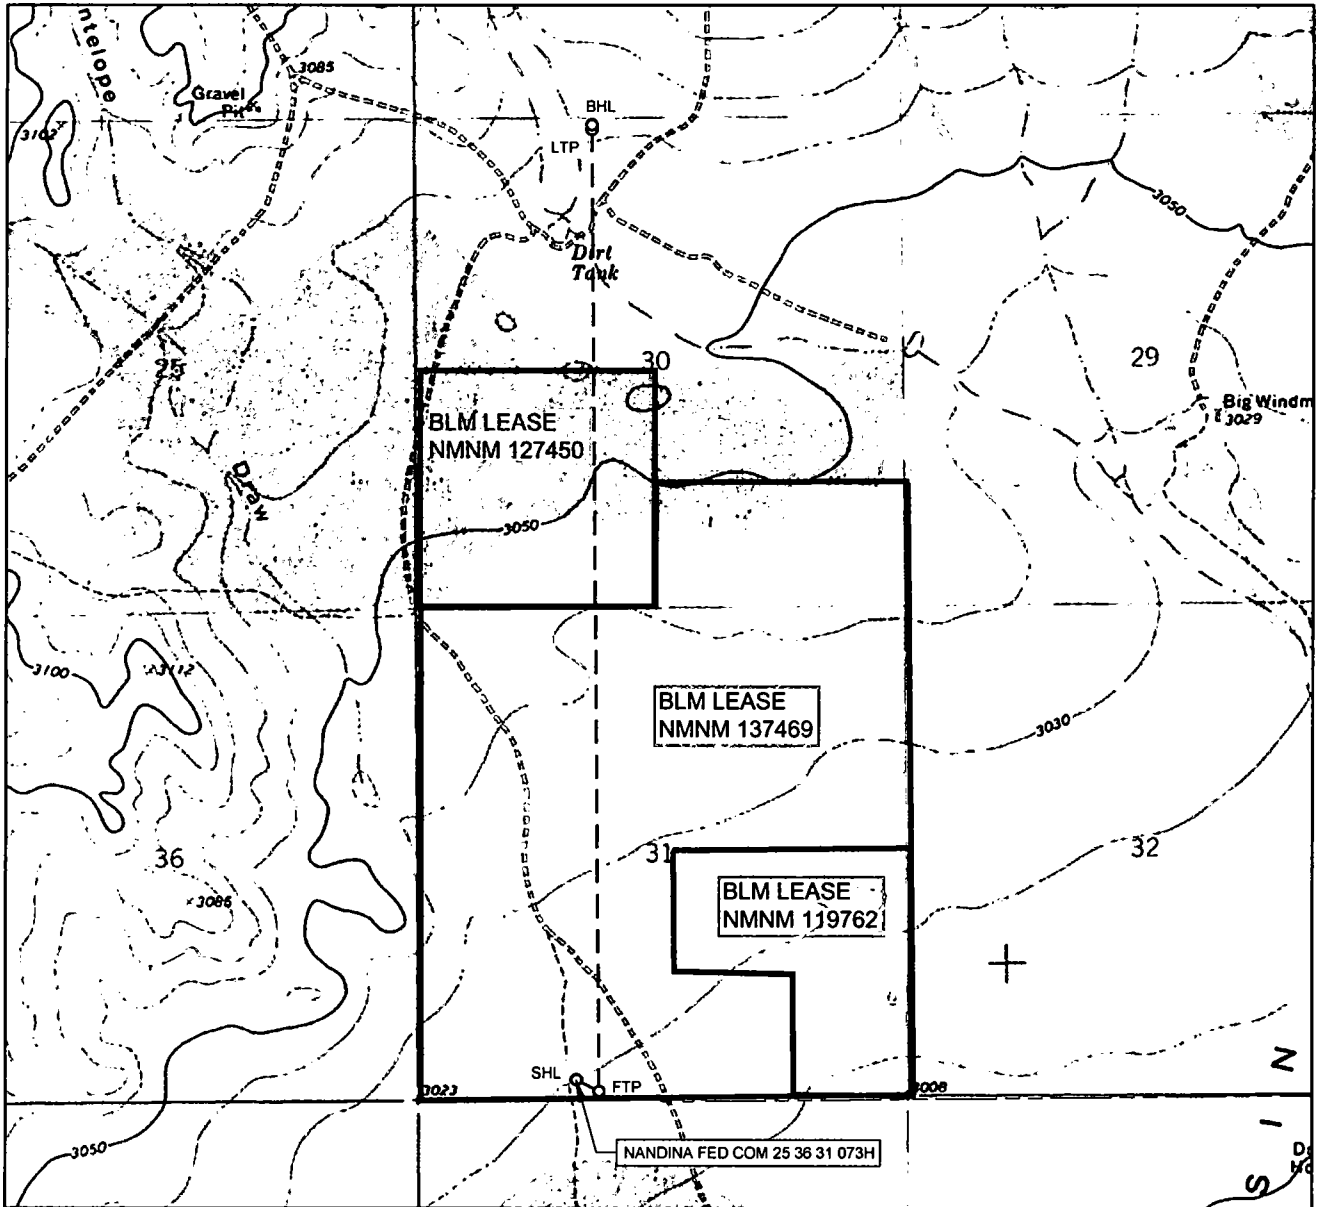 ntelope
3085
Gravel
Pit
3102
BHL
LTP
3050
Dirt
Tank
25
30
29
Big Windm
3029
BLM LEASE
NMNM 127450
Draw
3050
3100
3112
BLM LEASE
NMNM 137469
3030
36
31
32
3086
BLM LEASE
NMNM 119762
SHL
FTP
3023
3008
N
I
S
3050
NANDINA FED COM 25 36 31 073H